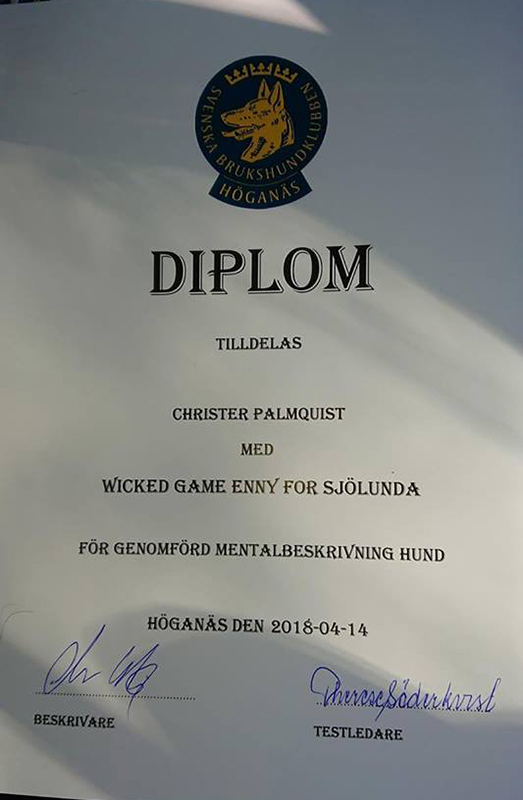 SVENSKA BRUKSHUNDKLUBBEN
HÖGANÄS
DIPLOM
TILLDELAS
CHRISTER PALMQUIST
MED
WICKED GAME ENNY FOR SJÖLUNDA
FÖR GENOMFÖRD MENTALBESKRIVNING HUND
HÖGANÄS DEN 2018-04-14
Therese Söderkvist
BESKRIVARE
TESTLEDARE